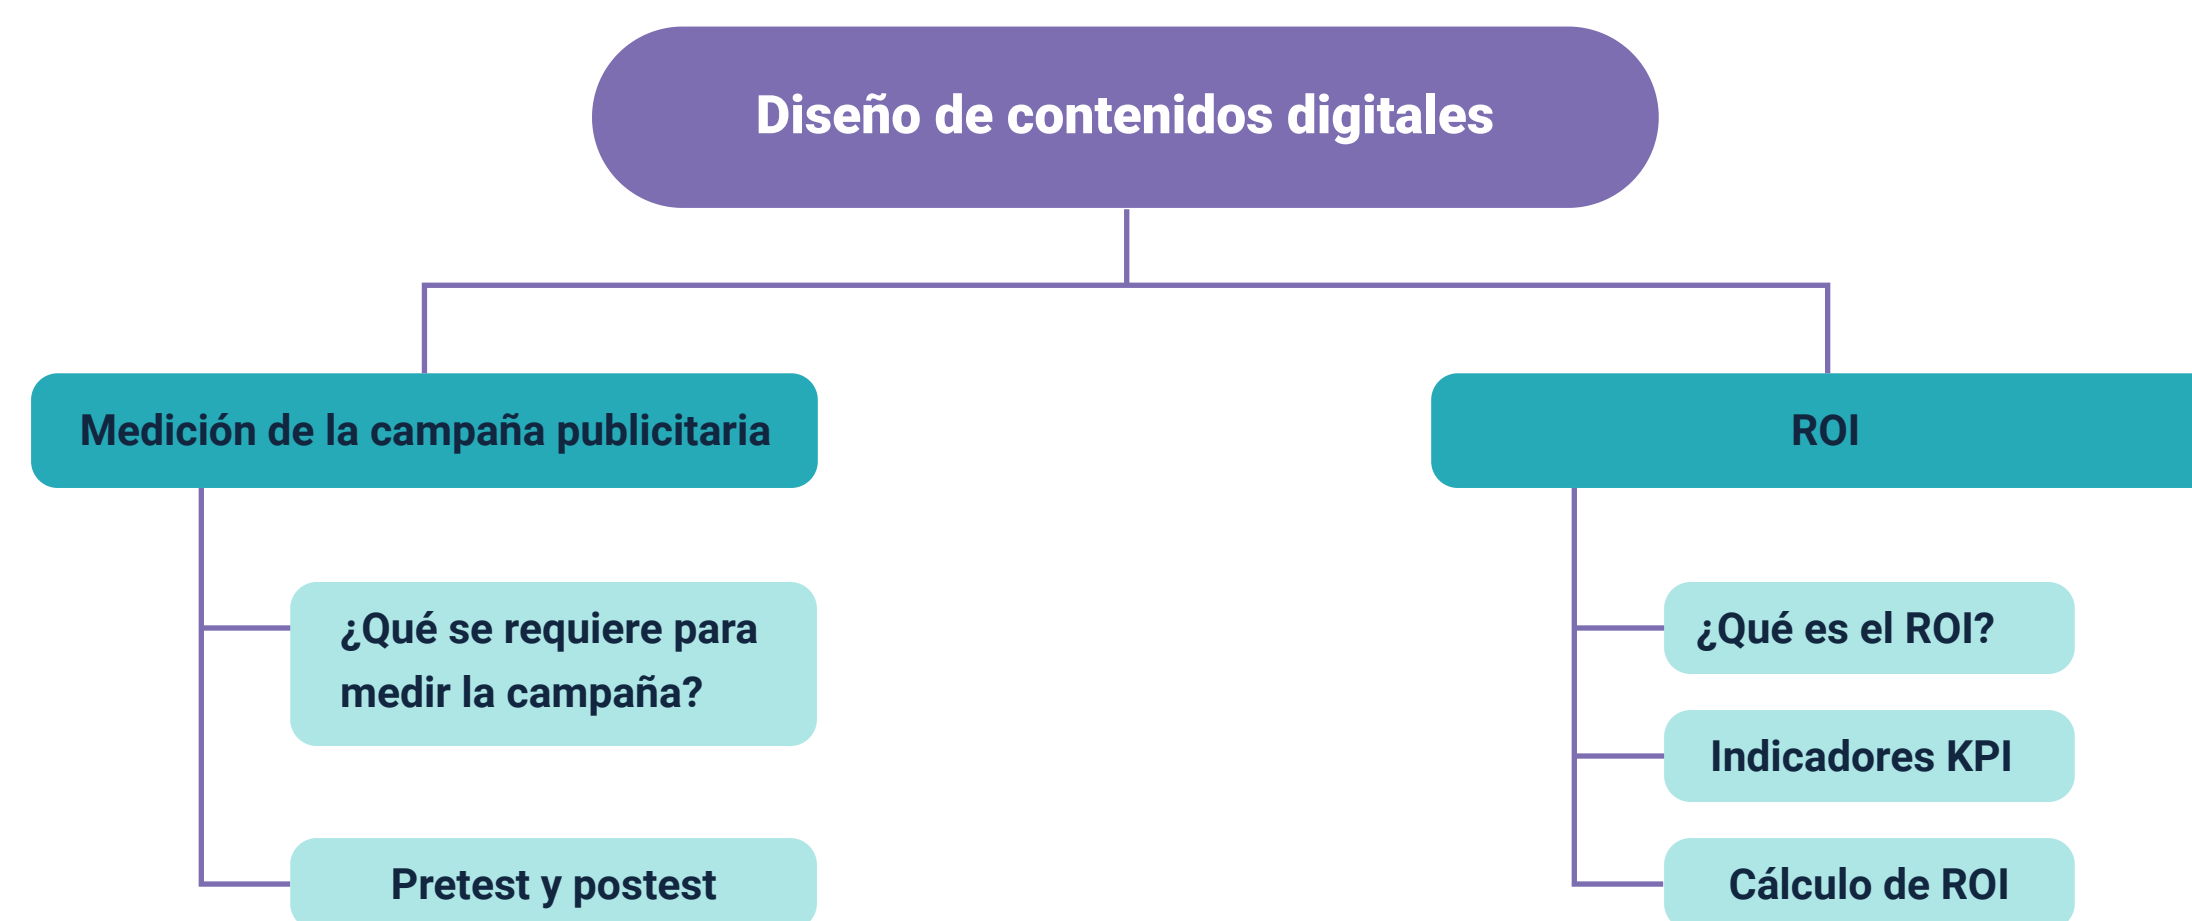 Diseño de contenidos digitales
Medición de la campaña publicitaria
¿Qué se requiere para
medir la campaña?
Pretest y postest
ROI
¿Qué es el ROI?
Indicadores KPI
Cálculo de ROI